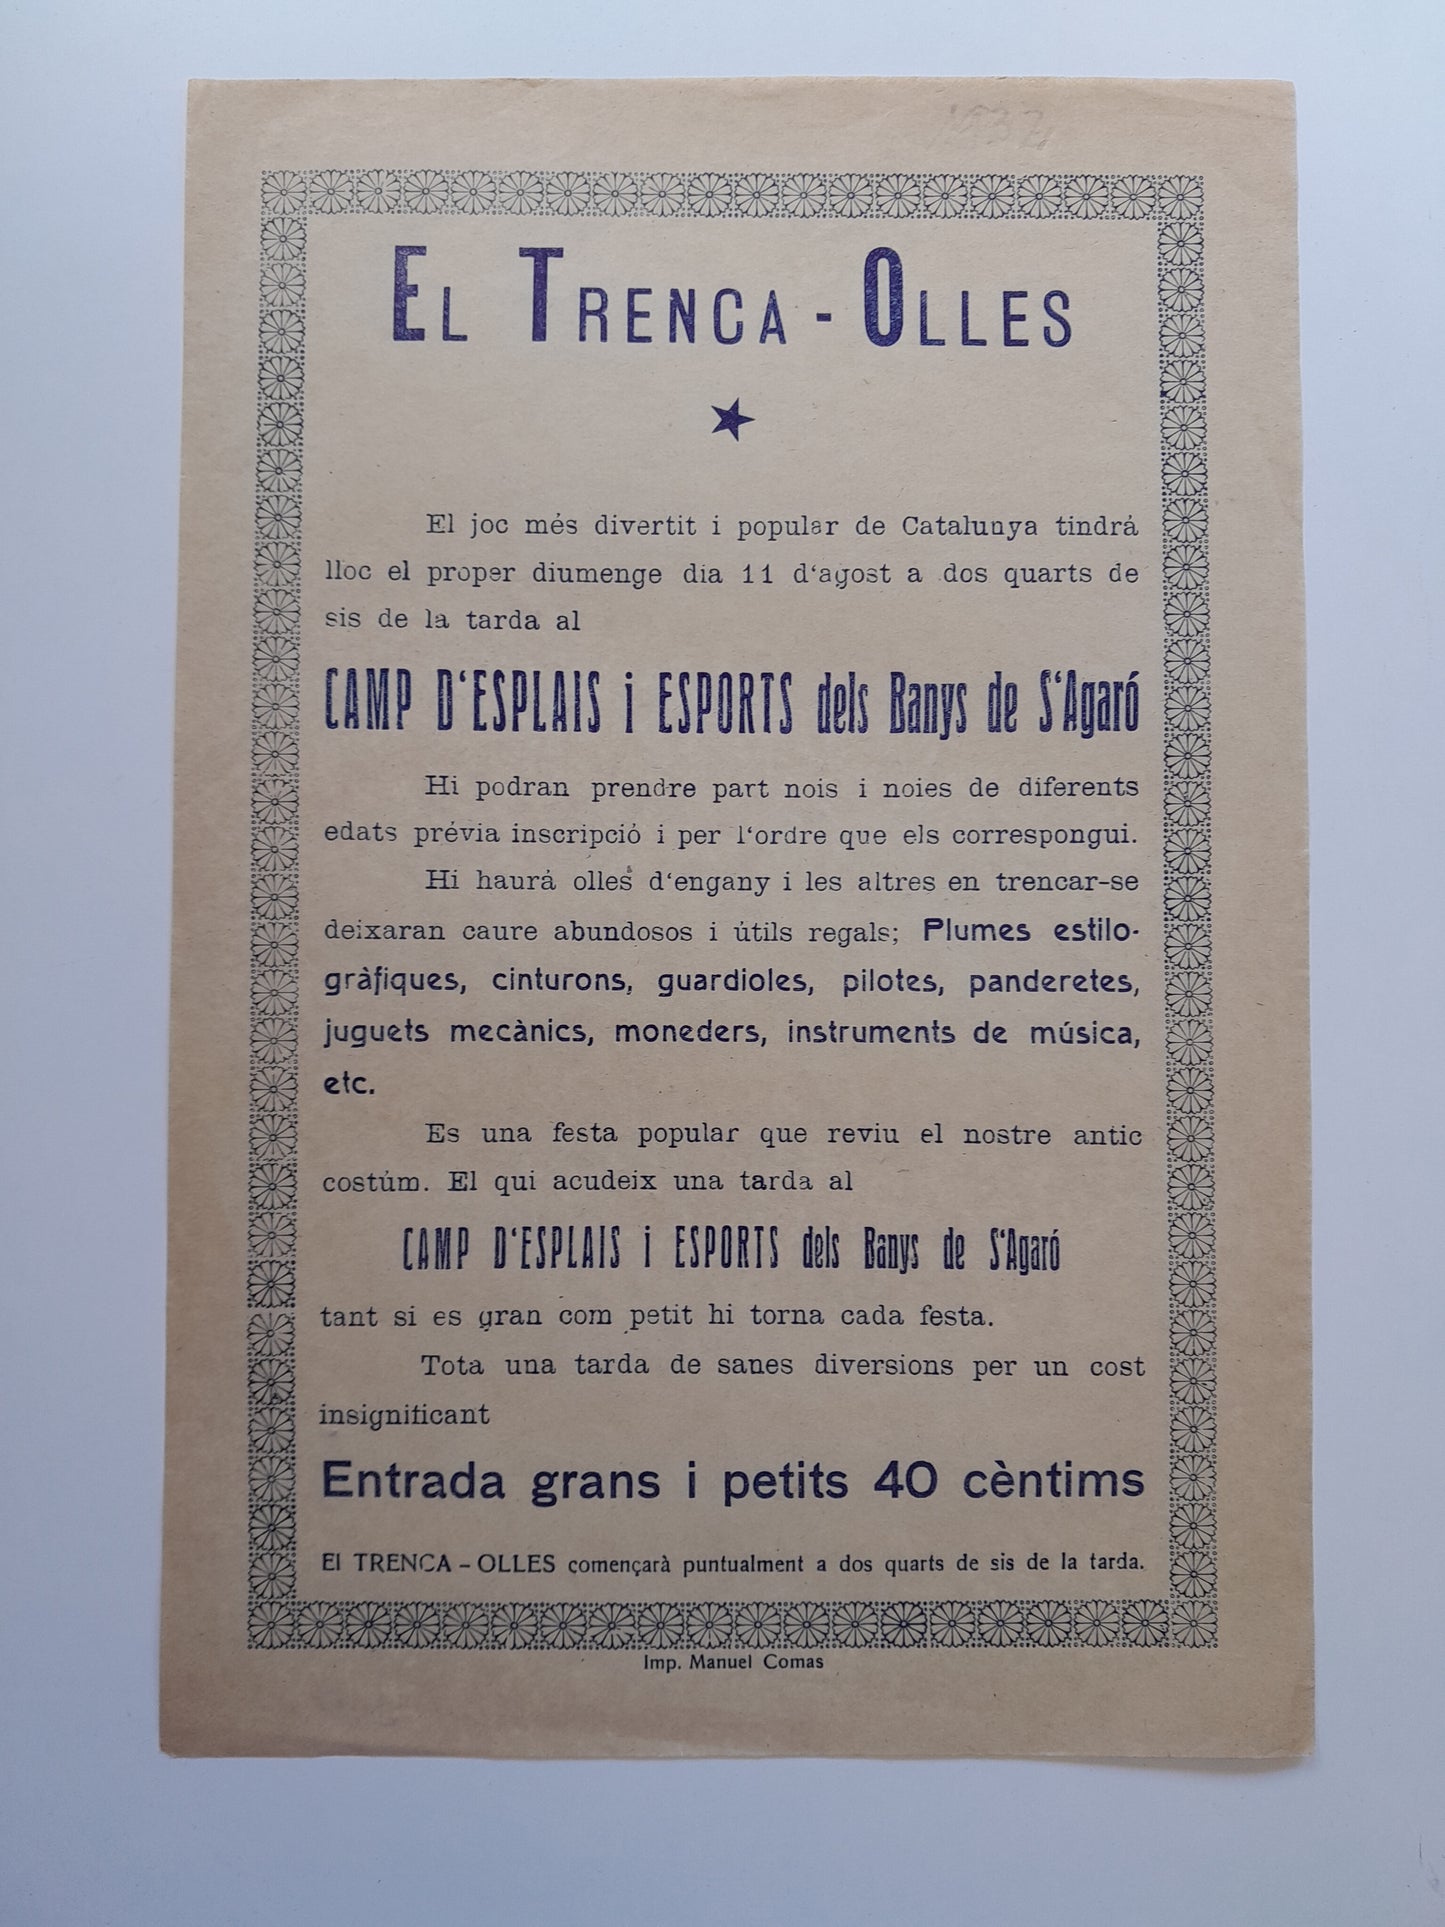 EL TRENCA - OLLES
El joc més divertit i popular de Catalunya tindrá
lloc el proper diumenge dia 11 d'agost a dos quarts de
sis de la tarda al
CAMP D'ESPLAIS i ESPORTS dels Banys de S'Agaró
Hi podran prendre part nois i noies de diferents
edats prévia inscripció i per l'ordre que els correspongui.
Hi haurá olles d'engany i les altres en trencar-se
deixaran caure abundosos i útils regals; Plumes estilo-
gràfiques, cinturons, guardioles, pilotes, panderetes,
juguets mecànics, moneders, instruments de música,
etc.
Es una festa popular que reviu el nostre antic
costúm. El qui acudeix una tarda al
CAMP D'ESPLAIS i ESPORTS dels Banys de S'Agaró
tant si es gran com petit hi torna cada festa.
Tota una tarda de sanes diversions per un cost
insignificant
Entrada grans i petits 40 cèntims
El TRENCA - OLLES començarà puntualment a dos quarts de sis de la tarda.
Imp. Manuel Comas